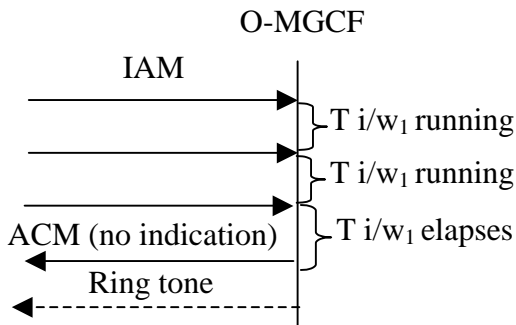 O-MGCF
IAM
T i/w₁ running
T i/w₁ running
ACM (no indication)
T i/w₁ elapses
Ring tone